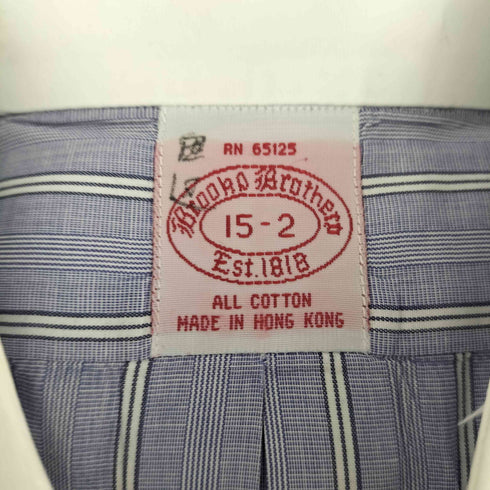 RN 65125
Brooks Brothers
15-2
Est. 1818
ALL COTTON
MADE IN HONG KONG